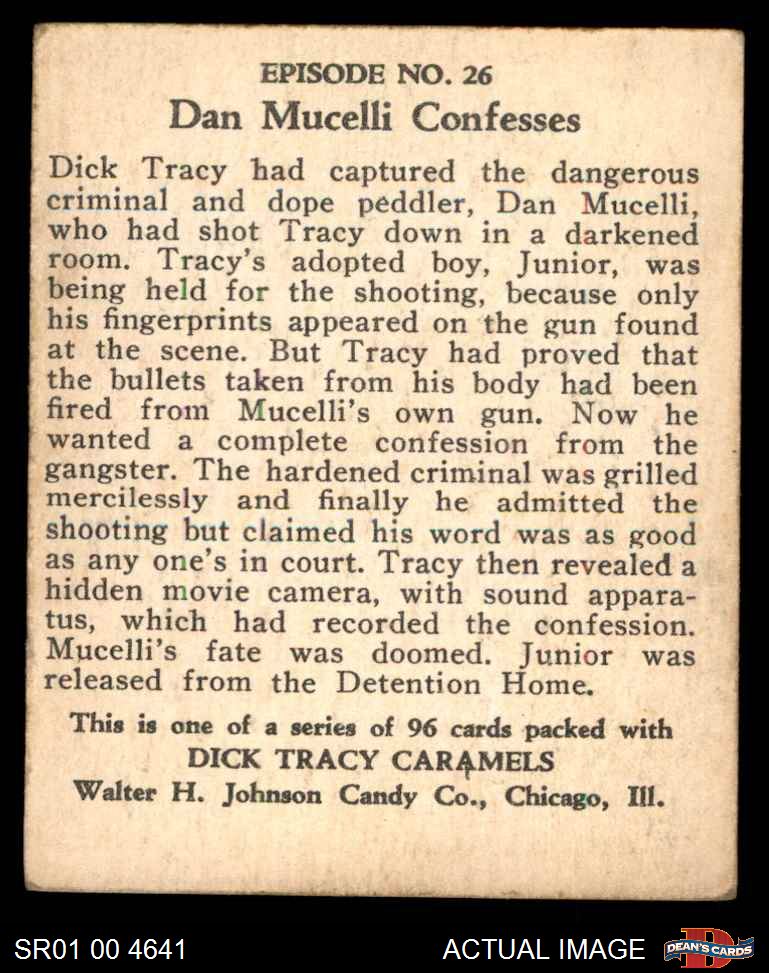 EPISODE NO. 26
Dan Mucelli Confesses
Dick Tracy had captured the dangerous
criminal and dope peddler, Dan Mucelli,
who had shot Tracy down in a darkened
room. Tracy's adopted boy, Junior, was
being held for the shooting, because only
his fingerprints appeared on the gun found
at the scene. But Tracy had proved that
the bullets taken from his body had been
fired from Mucelli's own gun. Now he
wanted a complete confession from the
gangster. The hardened criminal was grilled
mercilessly and finally he admitted the
shooting but claimed his word was as good
as any one's in court. Tracy then revealed a
hidden movie camera, with sound appara-
tus, which had recorded the confession.
Mucelli's fate was doomed. Junior was
released from the Detention Home.
This is one of a series of 96 cards packed with
DICK TRACY CARAMELS
Walter H. Johnson Candy Co., Chicago, Ill.
SR01 00 4641
ACTUAL IMAGE
D
DEAN'S CARDS